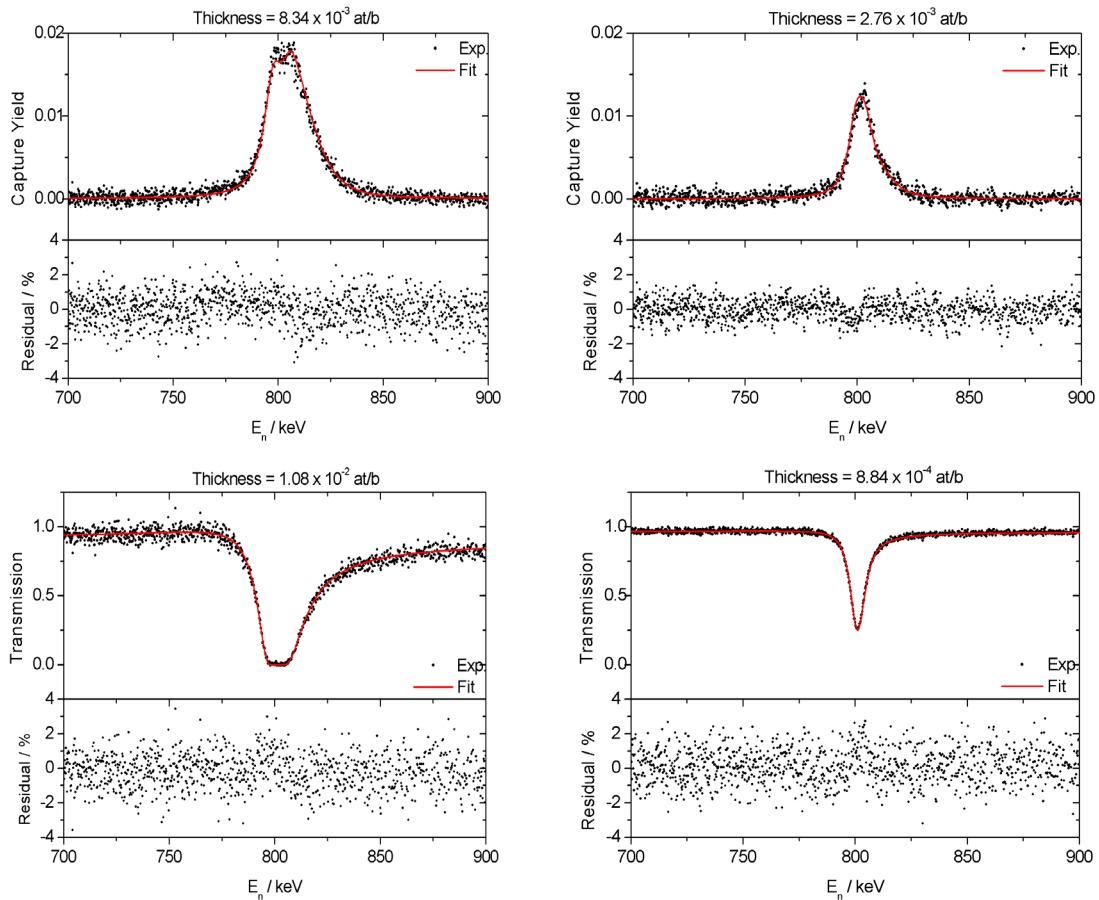 Thickness = 8.34 x 10⁻³ at/b
0.02
0.01
0.00
Capture Yield
Exp.
Fit
4
2
0
-2
-4
Residual / %
700 750 800 850 900
Eₙ / keV
Thickness = 2.76 x 10⁻³ at/b
0.02
0.01
0.00
Capture Yield
Exp.
Fit
4
2
0
-2
-4
Residual / %
700 750 800 850 900
Eₙ / keV
Thickness = 1.08 x 10⁻² at/b
1.0
0.5
0.0
Transmission
Exp.
Fit
4
2
0
-2
-4
Residual / %
700 750 800 850 900
Eₙ / keV
Thickness = 8.84 x 10⁻⁴ at/b
1.0
0.5
0.0
Transmission
Exp.
Fit
4
2
0
-2
-4
Residual / %
700 750 800 850 900
Eₙ / keV